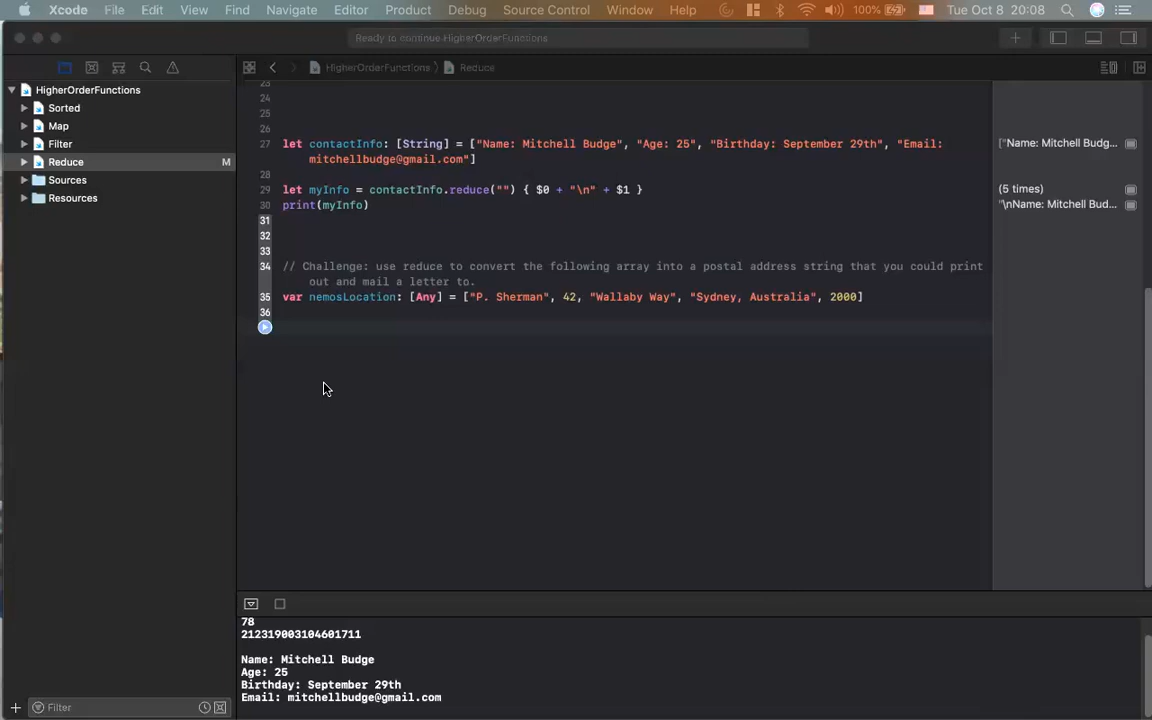 Xcode File Edit View Find Navigate Editor Product Debug Source Control Window Help 100% Tue Oct 8 20:08
Ready to continue HigherOrderFunctions
HigherOrderFunctions Reduce
HigherOrderFunctions
Sorted
Map
Filter
Reduce M
Sources
Resources
23
24
25
26
27 let contactInfo: [String] = ["Name: Mitchell Budge", "Age: 25", "Birthday: September 29th", "Email:
mitchellbudge@gmail.com"]
28
29 let myInfo = contactInfo.reduce("") { $0 + "\n" + $1 }
30 print(myInfo)
31
32
33
34 // Challenge: use reduce to convert the following array into a postal address string that you could print
out and mail a letter to.
35 var nemosLocation: [Any] = ["P. Sherman", 42, "Wallaby Way", "Sydney, Australia", 2000]
36
["Name: Mitchell Budg...
(5 times)
"\nName: Mitchell Bud...
78
212319003104601711
Name: Mitchell Budge
Age: 25
Birthday: September 29th
Email: mitchellbudge@gmail.com
Filter